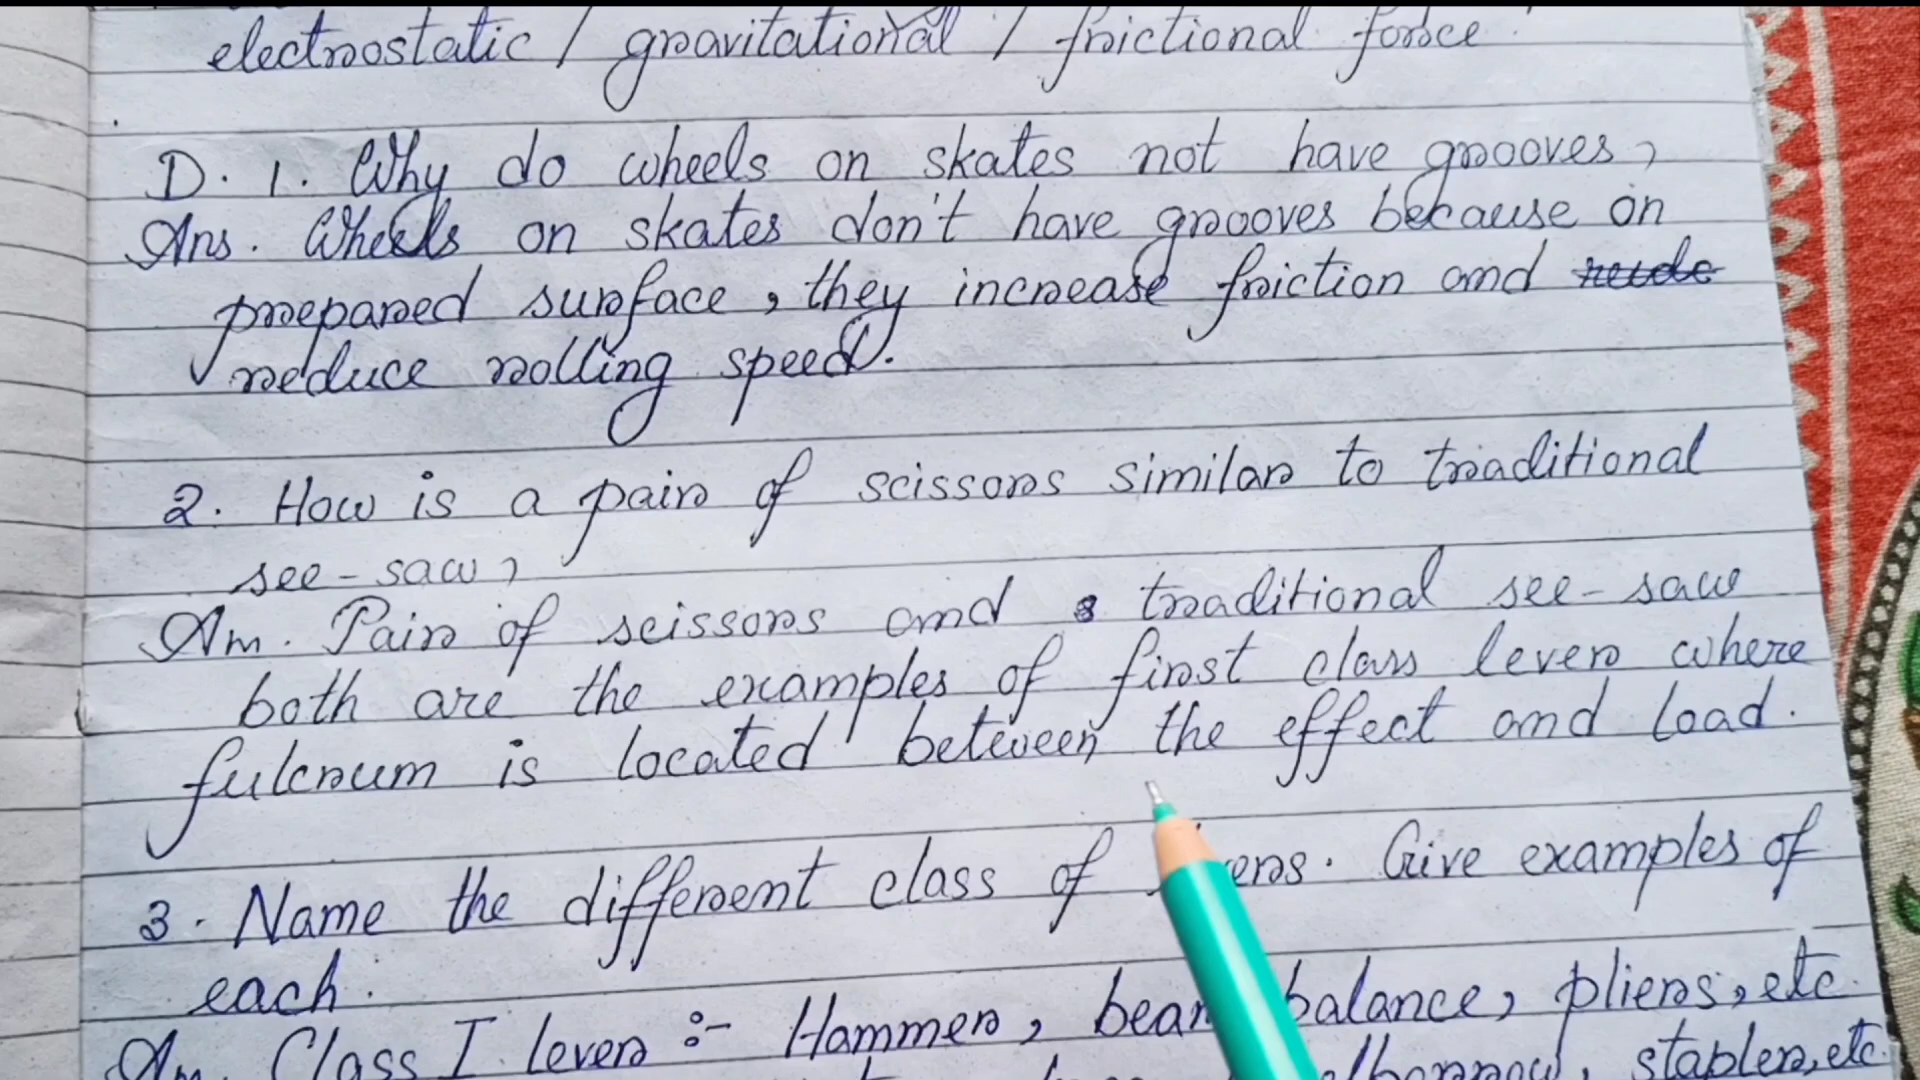 electrostatic / gravitational / frictional force.
D. 1. Why do wheels on skates not have grooves,
Ans. Wheels on skates don't have grooves because on
prepared surface, they increase friction and
reduce rolling speed.
2. How is a pair of scissors similar to traditional
see-saw,
Ans. Pair of scissors and traditional see-saw
both are the examples of first class lever where
fulcrum is located between the effect and load.
3. Name the different class of Give examples of
each.
Ans. Class I lever :- Hammer, beam balance, pliers, etc.
stapler, etc.